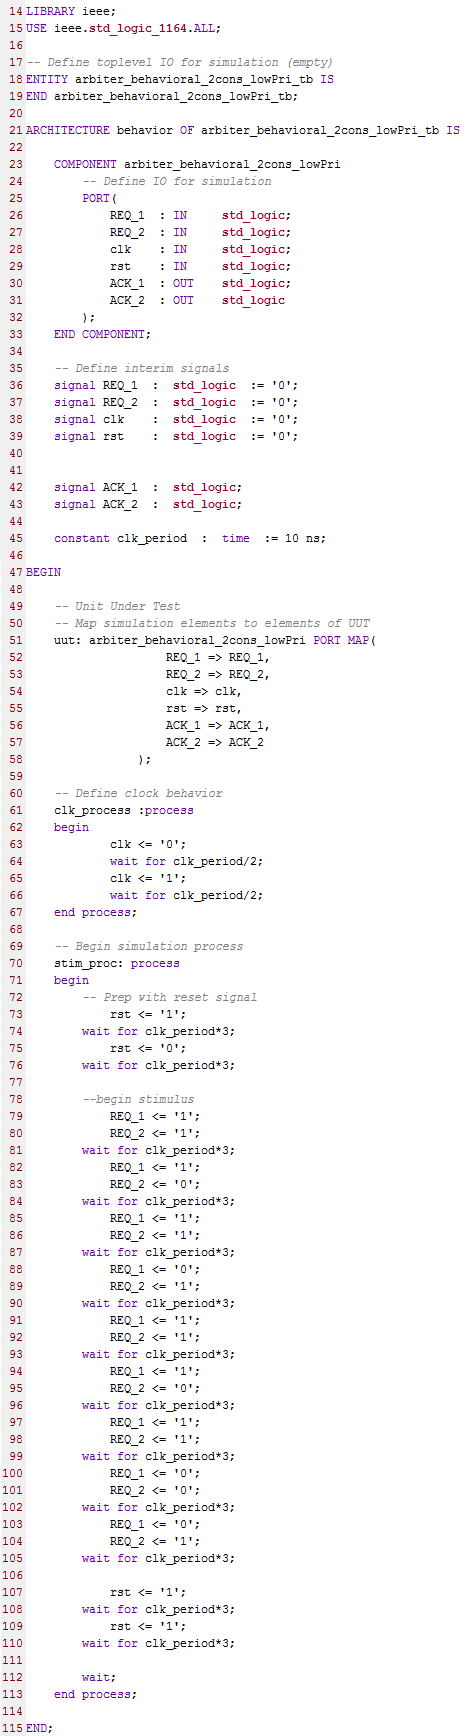 14 LIBRARY ieee;
15 USE ieee.std_logic_1164.ALL;
16
17 -- Define toplevel IO for simulation (empty)
18 ENTITY arbiter_behavioral_2cons_lowPri_tb IS
19 END arbiter_behavioral_2cons_lowPri_tb;
20
21 ARCHITECTURE behavior OF arbiter_behavioral_2cons_lowPri_tb IS
22
23     COMPONENT arbiter_behavioral_2cons_lowPri
24         -- Define IO for simulation
25         PORT(
26             REQ_1  : IN     std_logic;
27             REQ_2  : IN     std_logic;
28             clk    : IN     std_logic;
29             rst    : IN     std_logic;
30             ACK_1  : OUT    std_logic;
31             ACK_2  : OUT    std_logic
32         );
33     END COMPONENT;
34
35     -- Define interim signals
36     signal REQ_1  :  std_logic  := '0';
37     signal REQ_2  :  std_logic  := '0';
38     signal clk    :  std_logic  := '0';
39     signal rst    :  std_logic  := '0';
40
41
42     signal ACK_1  :  std_logic;
43     signal ACK_2  :  std_logic;
44
45     constant clk_period  :  time  := 10 ns;
46
47 BEGIN
48
49     -- Unit Under Test
50     -- Map simulation elements to elements of UUT
51     uut: arbiter_behavioral_2cons_lowPri PORT MAP(
52                     REQ_1 => REQ_1,
53                     REQ_2 => REQ_2,
54                     clk => clk,
55                     rst => rst,
56                     ACK_1 => ACK_1,
57                     ACK_2 => ACK_2
58                 );
59
60     -- Define clock behavior
61     clk_process :process
62     begin
63             clk <= '0';
64             wait for clk_period/2;
65             clk <= '1';
66             wait for clk_period/2;
67     end process;
68
69     -- Begin simulation process
70     stim_proc: process
71     begin
72         -- Prep with reset signal
73             rst <= '1';
74         wait for clk_period*3;
75             rst <= '0';
76         wait for clk_period*3;
77
78         --begin stimulus
79             REQ_1 <= '1';
80             REQ_2 <= '1';
81         wait for clk_period*3;
82             REQ_1 <= '1';
83             REQ_2 <= '0';
84         wait for clk_period*3;
85             REQ_1 <= '1';
86             REQ_2 <= '1';
87         wait for clk_period*3;
88             REQ_1 <= '0';
89             REQ_2 <= '1';
90         wait for clk_period*3;
91             REQ_1 <= '1';
92             REQ_2 <= '1';
93         wait for clk_period*3;
94             REQ_1 <= '1';
95             REQ_2 <= '0';
96         wait for clk_period*3;
97             REQ_1 <= '1';
98             REQ_2 <= '1';
99         wait for clk_period*3;
100             REQ_1 <= '0';
101             REQ_2 <= '0';
102         wait for clk_period*3;
103             REQ_1 <= '0';
104             REQ_2 <= '1';
105         wait for clk_period*3;
106
107             rst <= '1';
108         wait for clk_period*3;
109             rst <= '1';
110         wait for clk_period*3;
111
112         wait;
113     end process;
114
115 END;